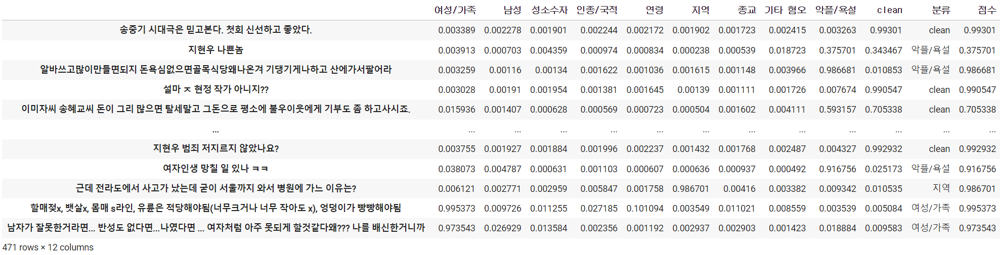 여성/가족 남성 성소수자 인종/국적 연령 지역 종교 기타 혐오 악플/욕설 clean 분류 점수
송중기 시대극은 믿고본다. 첫회 신선하고 좋았다. 0.003389 0.002278 0.001901 0.002244 0.002172 0.001902 0.001723 0.002415 0.003263 0.99301 clean 0.99301
지현우 나쁜놈 0.003913 0.000703 0.004359 0.000974 0.000834 0.000238 0.000539 0.018723 0.375701 0.343467 악플/욕설 0.375701
알바쓰고많이만들면되지 돈욕심없으면골목식당왜나온겨 기댕기게나하고 산에가서팔어라 0.003259 0.00116 0.00134 0.001622 0.001036 0.001615 0.001148 0.003966 0.986681 0.010853 악플/욕설 0.986681
설마 ㅈ 현정 작가 아니지?? 0.003028 0.00191 0.001954 0.001381 0.001645 0.00139 0.001111 0.001726 0.007674 0.990547 clean 0.990547
이미자씨 송혜교씨 돈이 그리 많으면 탈세말고 그돈으로 평소에 불우이웃에게 기부도 좀 하고사시죠. 0.015936 0.001407 0.000628 0.000569 0.000723 0.000504 0.001602 0.004111 0.593157 0.705338 clean 0.705338
... ... ... ... ... ... ... ... ... ... ... ... ...
지현우 범죄 저지르지 않았나요? 0.003755 0.001927 0.001884 0.001996 0.002237 0.001432 0.001768 0.002487 0.004327 0.992932 clean 0.992932
여자인생 망칠 일 있나 ㅋㅋ 0.038073 0.004787 0.000631 0.001103 0.000607 0.000636 0.000937 0.000492 0.916756 0.025173 악플/욕설 0.916756
근데 전라도에서 사고가 났는데 굳이 서울까지 와서 병원에 가느 이유는? 0.006121 0.002771 0.002959 0.005847 0.001758 0.986701 0.00416 0.003382 0.009342 0.010535 지역 0.986701
할매젖x, 뱃살x, 몸매 s라인, 유륜은 적당해야됨(너무크거나 너무 작아도 x), 엉덩이가 빵빵해야됨 0.995373 0.009726 0.011255 0.027185 0.101094 0.003549 0.011021 0.008559 0.003539 0.005084 여성/가족 0.995373
남자가 잘못한거라면... 반성도 없다면...나였다면 ... 여자처럼 아주 못되게 할것같다왜??? 나를 배신한거니까 0.973543 0.026929 0.013584 0.002356 0.001192 0.002937 0.002903 0.001423 0.018884 0.009583 여성/가족 0.973543
471 rows × 12 columns